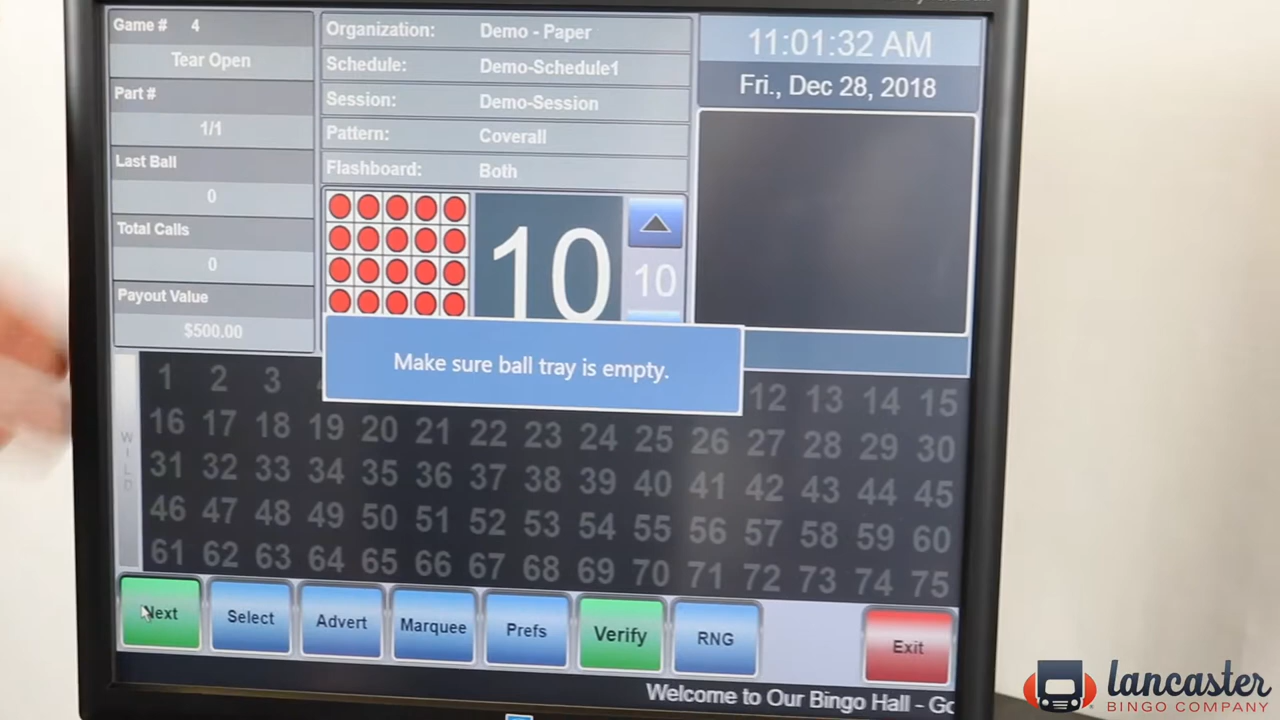 Game # 4
Tear Open
Part #
1/1
Last Ball
0
Total Calls
0
Payout Value
$500.00
Organization: Demo - Paper
Schedule: Demo-Schedule1
Session: Demo-Session
Pattern: Coverall
Flashboard: Both
10
10
11:01:32 AM
Fri., Dec 28, 2018
Make sure ball tray is empty.
WILD
1 2 3 12 13 14 15
16 17 18 19 20 21 22 23 24 25 26 27 28 29 30
31 32 33 34 35 36 37 38 39 40 41 42 43 44 45
46 47 48 49 50 51 52 53 54 55 56 57 58 59 60
61 62 63 64 65 66 67 68 69 70 71 72 73 74 75
Next Select Advert Marquee Prefs Verify RNG Exit
Welcome to Our Bingo Hall - Go
lancaster
BINGO COMPANY